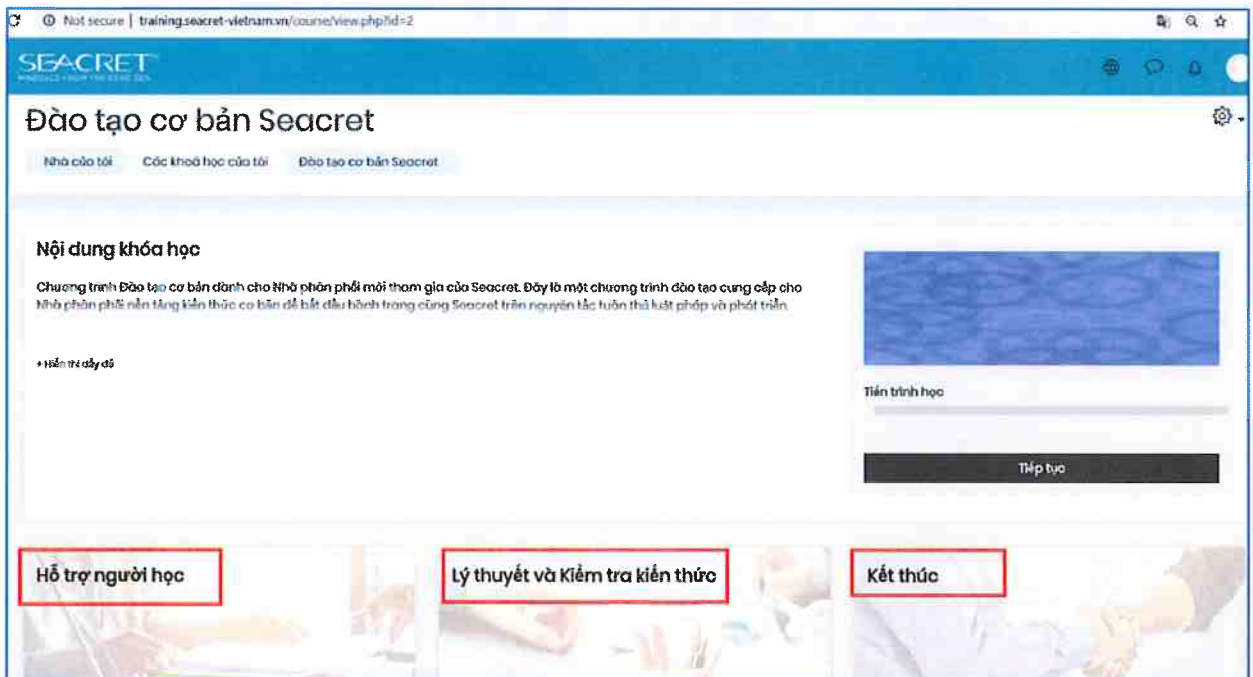 Not secure | training.seacret-vietnam.vn/course/view.php?id=2
SEACRET
MINERALS FROM THE DEAD SEA
Đào tạo cơ bản Seacret
Nhà của tôi Các khoá học của tôi Đào tạo cơ bản Seacret
Nội dung khóa học
Chương trình Đào tạo cơ bản dành cho Nhà phân phối mới tham gia của Seacret. Đây là một chương trình đào tạo cung cấp cho
Nhà phân phối nền tảng kiến thức cơ bản để bắt đầu hành trang cùng Seacret trên nguyên tắc tuân thủ luật pháp và phát triển.
+ Hiển thị đầy đủ
Tiến trình học
Tiếp tục
Hỗ trợ người học
Lý thuyết và Kiểm tra kiến thức
Kết thúc